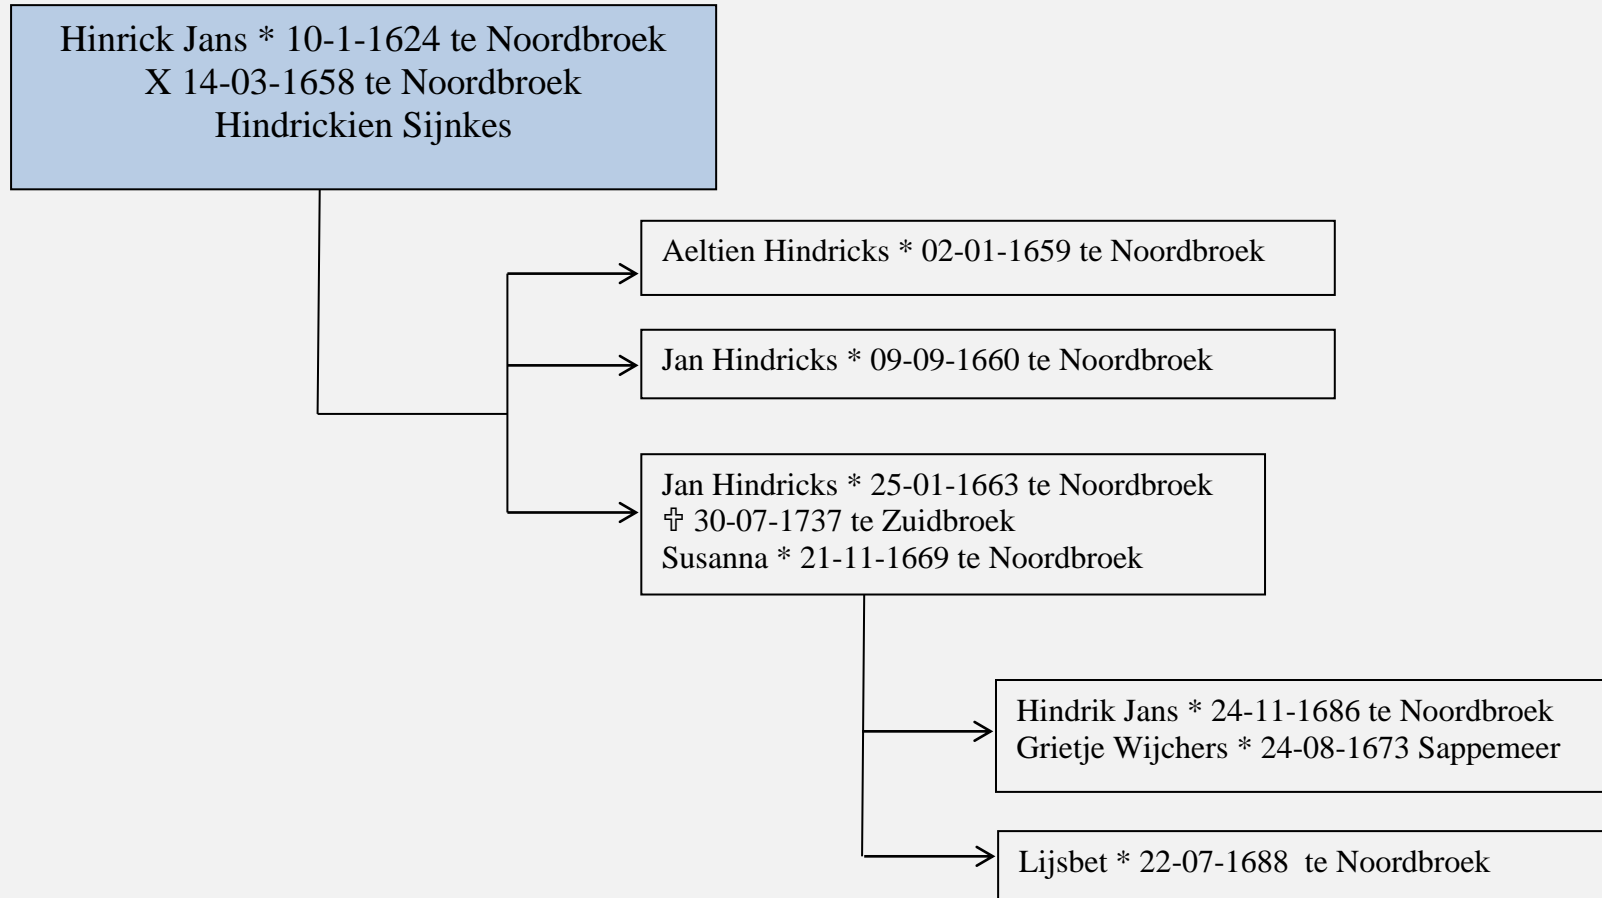 Hinrick Jans * 10-1-1624 te Noordbroek
X 14-03-1658 te Noordbroek
Hindrickien Sijnkes
Aeltien Hindricks * 02-01-1659 te Noordbroek
Jan Hindricks * 09-09-1660 te Noordbroek
Jan Hindricks * 25-01-1663 te Noordbroek
✞ 30-07-1737 te Zuidbroek
Susanna * 21-11-1669 te Noordbroek
Hindrik Jans * 24-11-1686 te Noordbroek
Grietje Wijchers * 24-08-1673 Sappemeer
Lijsbet * 22-07-1688  te Noordbroek